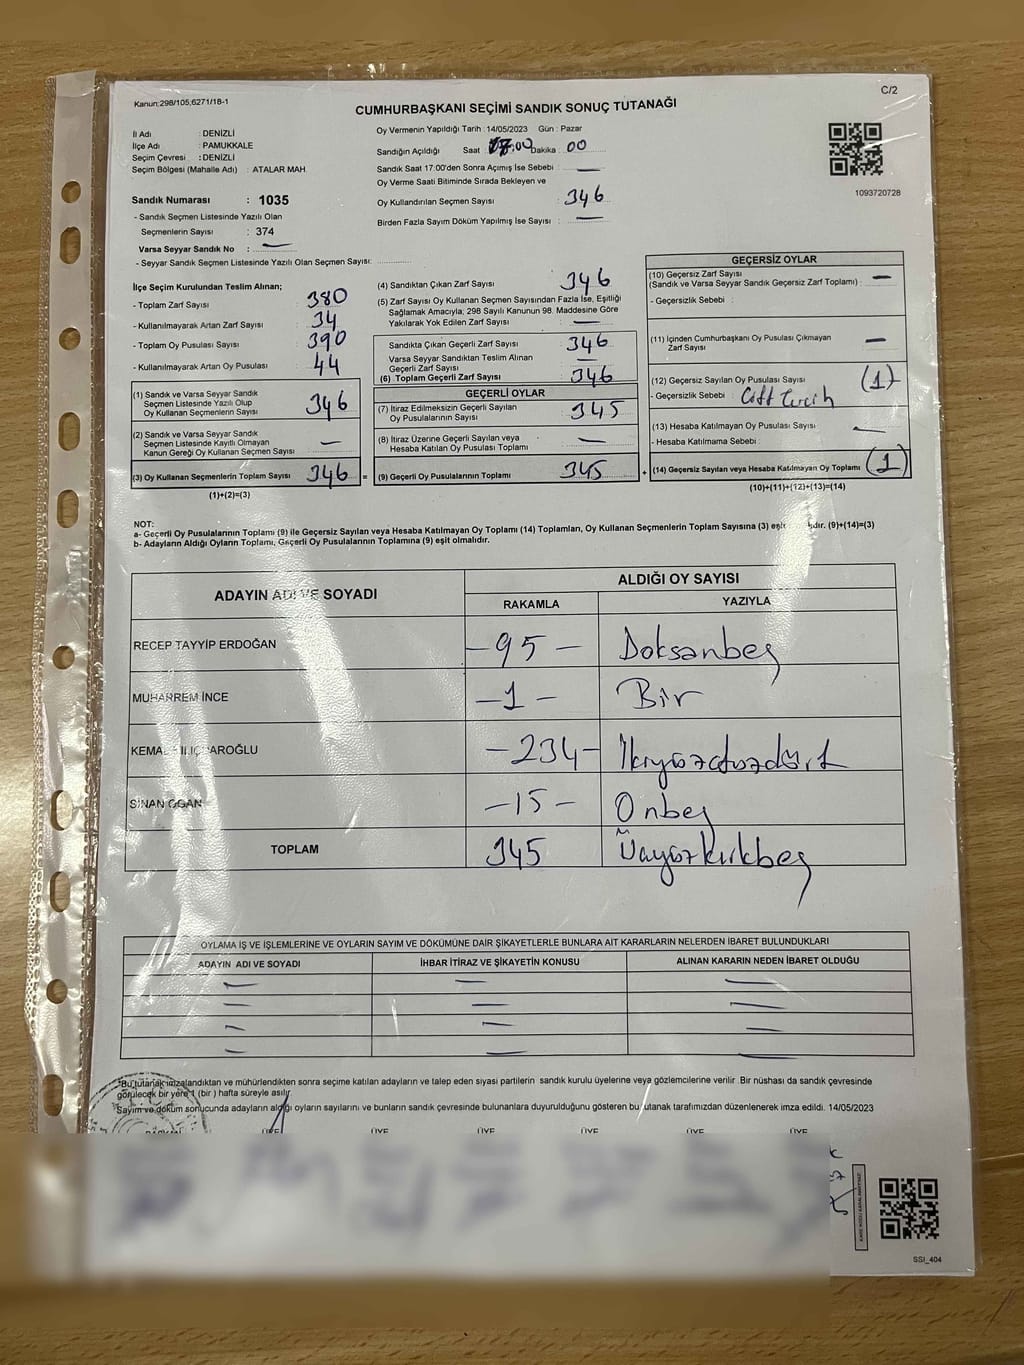 Kanun:298/105,6271/18-1
C/2
CUMHURBAŞKANI SEÇİMİ SANDIK SONUÇ TUTANAĞI
İl Adı : DENİZLİ
İlçe Adı : PAMUKKALE
Seçim Çevresi : DENİZLİ
Seçim Bölgesi (Mahalle Adı) : ATALAR MAH.
Sandık Numarası : 1035
- Sandık Seçmen Listesinde Yazılı Olan
Seçmenlerin Sayısı : 374
Varsa Seyyar Sandık No : —
- Seyyar Sandık Seçmen Listesinde Yazılı Olan Seçmen Sayısı:
Oy Vermenin Yapıldığı Tarih : 14/05/2023 Gün : Pazar
Sandığın Açıldığı Saat : 17:00 Dakika : 00
Sandık Saat 17:00'den Sonra Açımış İse Sebebi : —
Oy Verme Saati Bitiminde Sırada Bekleyen ve
Oy Kullandırılan Seçmen Sayısı : 346
Birden Fazla Sayım Döküm Yapılmış İse Sayısı : —
1093720728
İlçe Seçim Kurulundan Teslim Alınan;
- Toplam Zarf Sayısı : 380
- Kullanılmayarak Artan Zarf Sayısı : 34
- Toplam Oy Pusulası Sayısı : 390
- Kullanılmayarak Artan Oy Pusulası : 44
(1) Sandık ve Varsa Seyyar Sandık
Seçmen Listesinde Yazılı Olup
Oy Kullanan Seçmenlerin Sayısı 346
(2) Sandık ve Varsa Seyyar Sandık
Seçmen Listesinde Kayıtlı Olmayan
Kanun Gereği Oy Kullanan Seçmen Sayısı —
(3) Oy Kullanan Seçmenlerin Toplam Sayısı 346 =
(1)+(2)=(3)
(4) Sandıktan Çıkan Zarf Sayısı 346
(5) Zarf Sayısı Oy Kullanan Seçmen Sayısından Fazla İse, Eşitliği
Sağlamak Amacıyla; 298 Sayılı Kanunun 98. Maddesine Göre
Yakılarak Yok Edilen Zarf Sayısı : —
Sandıkta Çıkan Geçerli Zarf Sayısı : 346
Varsa Seyyar Sandıktan Teslim Alınan
Geçerli Zarf Sayısı : —
(6) Toplam Geçerli Zarf Sayısı 346
GEÇERLİ OYLAR
(7) İtiraz Edilmeksizin Geçerli Sayılan
Oy Pusulalarının Sayısı : 345
(8) İtiraz Üzerine Geçerli Sayılan veya
Hesaba Katılan Oy Pusulası Toplamı : —
(9) Geçerli Oy Pusulalarının Toplamı 345 +
GEÇERSİZ OYLAR
(10) Geçersiz Zarf Sayısı
(Sandık ve Varsa Seyyar Sandık Geçersiz Zarf Toplamı) : —
- Geçersizlik Sebebi :
(11) İçinden Cumhurbaşkanı Oy Pusulası Çıkmayan
Zarf Sayısı —
(12) Geçersiz Sayılan Oy Pusulası Sayısı : (1)
- Geçersizlik Sebebi : Çift Tercih
(13) Hesaba Katılmayan Oy Pusulası Sayısı : —
- Hesaba Katılmama Sebebi :
(14) Geçersiz Sayılan veya Hesaba Katılmayan Oy Toplamı (1)
(10)+(11)+(12)+(13)=(14)
NOT:
a- Geçerli Oy Pusulalarının Toplamı (9) ile Geçersiz Sayılan veya Hesaba Katılmayan Oy Toplamı (14) Toplamları, Oy Kullanan Seçmenlerin Toplam Sayısına (3) (9)+(14)=(3)
b- Adayların Aldığı Oyların Toplamı, Geçerli Oy Pusulalarının Toplamına (9) eşit olmalıdır.
ADAYIN ADI VE SOYADI
ALDIĞI OY SAYISI
RAKAMLA YAZIYLA
RECEP TAYYİP ERDOĞAN -95- Doksanbeş
MUHARREM İNCE -1- Bir
KEMAL KILIÇDAROĞLU -234- İkiyüzotuzdört
SİNAN OĞAN -15- Onbeş
TOPLAM 345 Üçyüzkırkbeş
OYLAMA İŞ VE İŞLEMLERİNE VE OYLARIN SAYIM VE DÖKÜMÜNE DAİR ŞİKAYETLERLE BUNLARA AİT KARARLARIN NELERDEN İBARET BULUNDUKLARI
ADAYIN ADI VE SOYADI İHBAR İTİRAZ VE ŞİKAYETİN KONUSU ALINAN KARARIN NEDEN İBARET OLDUĞU
— — —
— — —
— — —
— — —
Bu tutanak imzalandıktan ve mühürlendikten sonra seçime katılan adayların ve talep eden siyasi partilerin sandık kurulu üyelerine veya gözlemcilerine verilir. Bir nüshası da sandık çevresinde
görülecek bir yere 1 (bir) hafta süreyle asılır.
Sayım ve döküm sonucunda adayların aldığı oyların sayılarını ve bunların sandık çevresinde bulunanlara duyurulduğunu gösteren bu tutanak tarafımızdan düzenlenerek imza edildi. 14/05/2023
ÜYE ÜYE ÜYE ÜYE ÜYE ÜYE
SSI_404